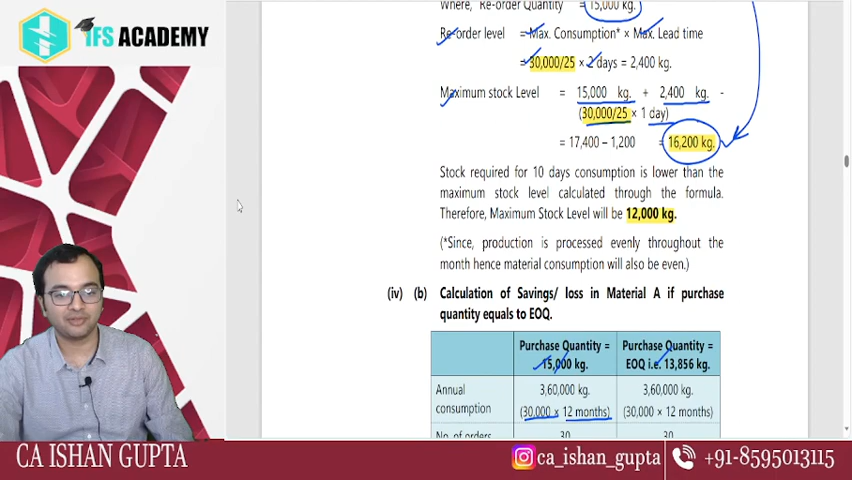 Where, Re-order Quantity = 15,000 kg.
IFS ACADEMY
Re-order level = Max. Consumption* × Max. Lead time
= 30,000/25 × 2 days = 2,400 kg.
Maximum stock Level = 15,000 kg. + 2,400 kg. -
(30,000/25 × 1 day)
= 17,400 – 1,200 = 16,200 kg.
Stock required for 10 days consumption is lower than the
maximum stock level calculated through the formula.
Therefore, Maximum Stock Level will be 12,000 kg.
(*Since, production is processed evenly throughout the
month hence material consumption will also be even.)
(iv) (b) Calculation of Savings/ loss in Material A if purchase
quantity equals to EOQ.
Purchase Quantity = Purchase Quantity =
15,000 kg. EOQ i.e. 13,856 kg.
Annual 3,60,000 kg. 3,60,000 kg.
consumption (30,000 × 12 months) (30,000 × 12 months)
No. of orders 30 30
CA ISHAN GUPTA
ca_ishan_gupta
+91-8595013115